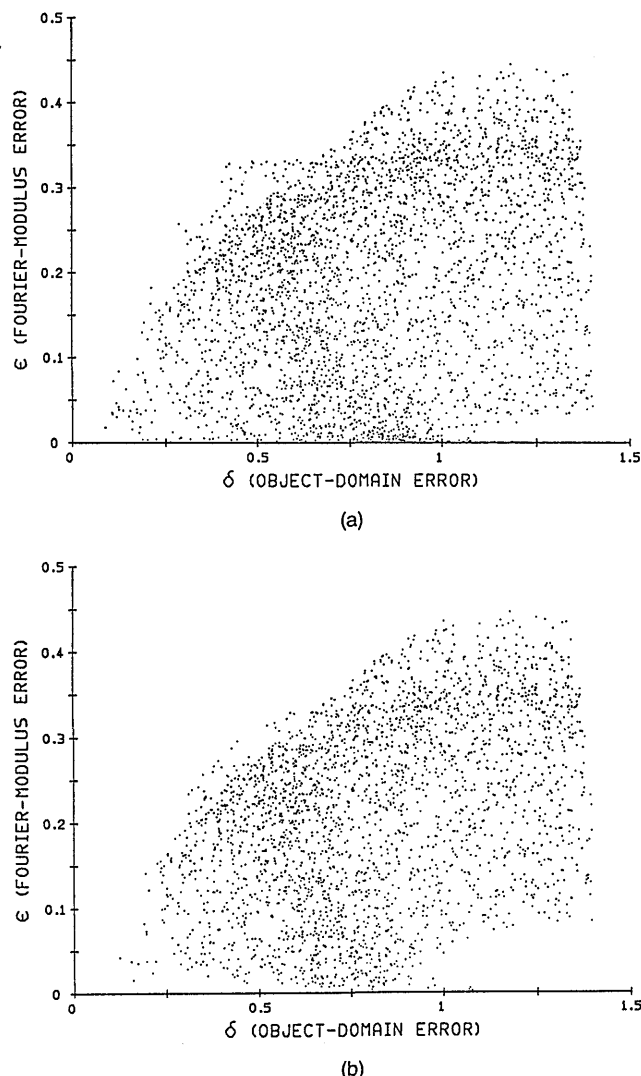 0.5
0.4
0.3
0.2
0.1
0
ϵ (FOURIER-MODULUS ERROR)
0 0.5 1 1.5
δ (OBJECT-DOMAIN ERROR)
(a)
0.5
0.4
0.3
0.2
0.1
0
ϵ (FOURIER-MODULUS ERROR)
0 0.5 1 1.5
δ (OBJECT-DOMAIN ERROR)
(b)